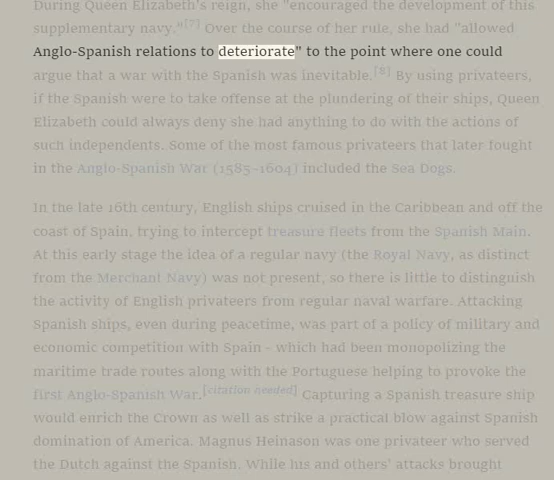 During Queen Elizabeth's reign, she "encouraged the development of this
supplementary navy."[7] Over the course of her rule, she had "allowed
Anglo-Spanish relations to deteriorate" to the point where one could
argue that a war with the Spanish was inevitable.[8] By using privateers,
if the Spanish were to take offense at the plundering of their ships, Queen
Elizabeth could always deny she had anything to do with the actions of
such independents. Some of the most famous privateers that later fought
in the Anglo-Spanish War (1585–1604) included the Sea Dogs.
In the late 16th century, English ships cruised in the Caribbean and off the
coast of Spain, trying to intercept treasure fleets from the Spanish Main.
At this early stage the idea of a regular navy (the Royal Navy, as distinct
from the Merchant Navy) was not present, so there is little to distinguish
the activity of English privateers from regular naval warfare. Attacking
Spanish ships, even during peacetime, was part of a policy of military and
economic competition with Spain – which had been monopolizing the
maritime trade routes along with the Portuguese helping to provoke the
first Anglo-Spanish War.[citation needed] Capturing a Spanish treasure ship
would enrich the Crown as well as strike a practical blow against Spanish
domination of America. Magnus Heinason was one privateer who served
the Dutch against the Spanish. While his and others' attacks brought